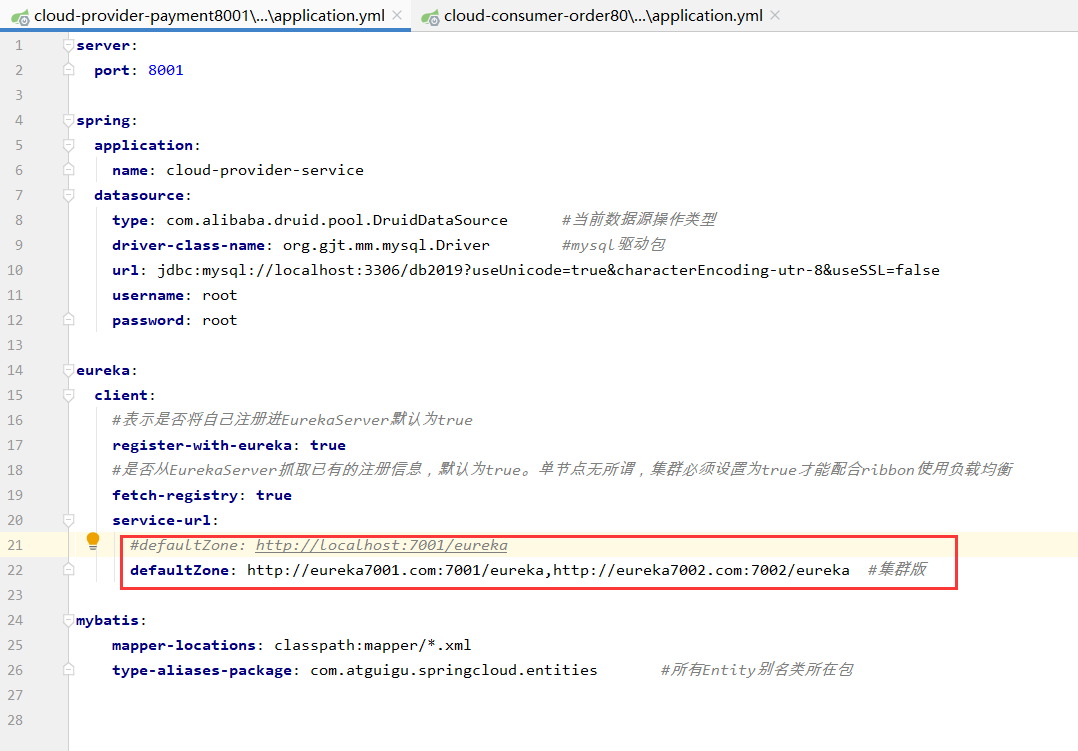 cloud-provider-payment8001\...\application.yml cloud-consumer-order80\...\application.yml
1 server:
2 port: 8001
3
4 spring:
5 application:
6 name: cloud-provider-service
7 datasource:
8 type: com.alibaba.druid.pool.DruidDataSource #当前数据源操作类型
9 driver-class-name: org.gjt.mm.mysql.Driver #mysql驱动包
10 url: jdbc:mysql://localhost:3306/db2019?useUnicode=true&characterEncoding-utr-8&useSSL=false
11 username: root
12 password: root
13
14 eureka:
15 client:
16 #表示是否将自己注册进EurekaServer默认为true
17 register-with-eureka: true
18 #是否从EurekaServer抓取已有的注册信息，默认为true。单节点无所谓，集群必须设置为true才能配合ribbon使用负载均衡
19 fetch-registry: true
20 service-url:
21 #defaultZone: http://localhost:7001/eureka
22 defaultZone: http://eureka7001.com:7001/eureka,http://eureka7002.com:7002/eureka #集群版
23
24 mybatis:
25 mapper-locations: classpath:mapper/*.xml
26 type-aliases-package: com.atguigu.springcloud.entities #所有Entity别名类所在包
27
28